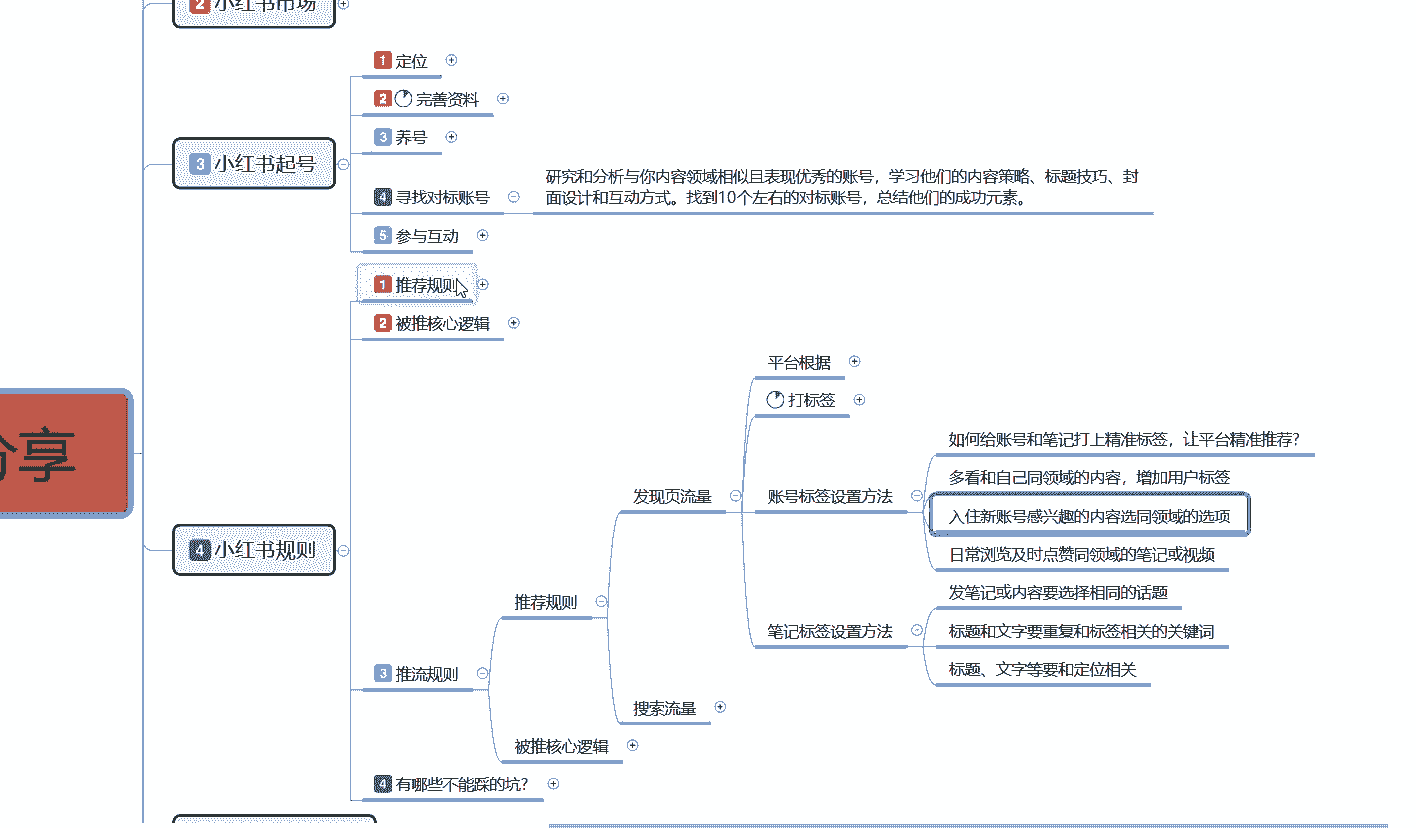 2 小红书市场
1 定位
2 完善资料
3 养号
3 小红书起号
研究和分析与你内容领域相似且表现优秀的账号，学习他们的内容策略、标题技巧、封
面设计和互动方式。找到10个左右的对标账号，总结他们的成功元素。
4 寻找对标账号
5 参与互动
1 推荐规则
2 被推核心逻辑
平台根据
打标签
如何给账号和笔记打上精准标签，让平台精准推荐？
多看和自己同领域的内容，增加用户标签
发现页流量
账号标签设置方法
入住新账号感兴趣的内容选同领域的选项
日常浏览及时点赞同领域的笔记或视频
享
4 小红书规则
发笔记或内容要选择相同的话题
推荐规则
笔记标签设置方法
标题和文字要重复和标签相关的关键词
标题、文字等要和定位相关
3 推流规则
搜索流量
被推核心逻辑
4 有哪些不能踩的坑？